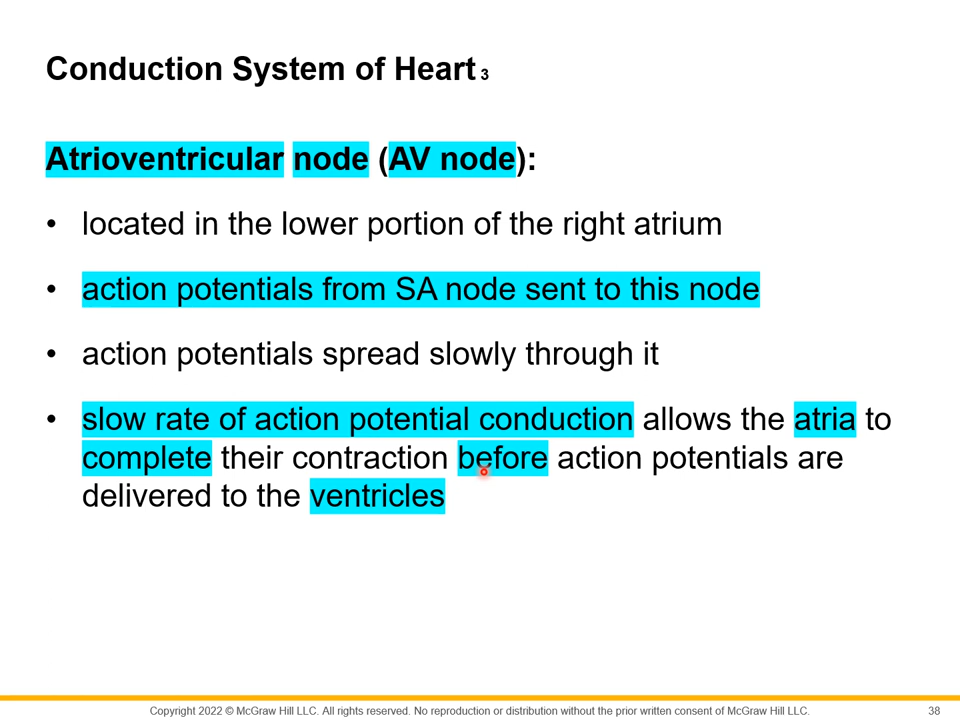 Conduction System of Heart 3
Atrioventricular node (AV node):
• located in the lower portion of the right atrium
• action potentials from SA node sent to this node
• action potentials spread slowly through it
• slow rate of action potential conduction allows the atria to
complete their contraction before action potentials are
delivered to the ventricles
Copyright 2022 © McGraw Hill LLC. All rights reserved. No reproduction or distribution without the prior written consent of McGraw Hill LLC. 38